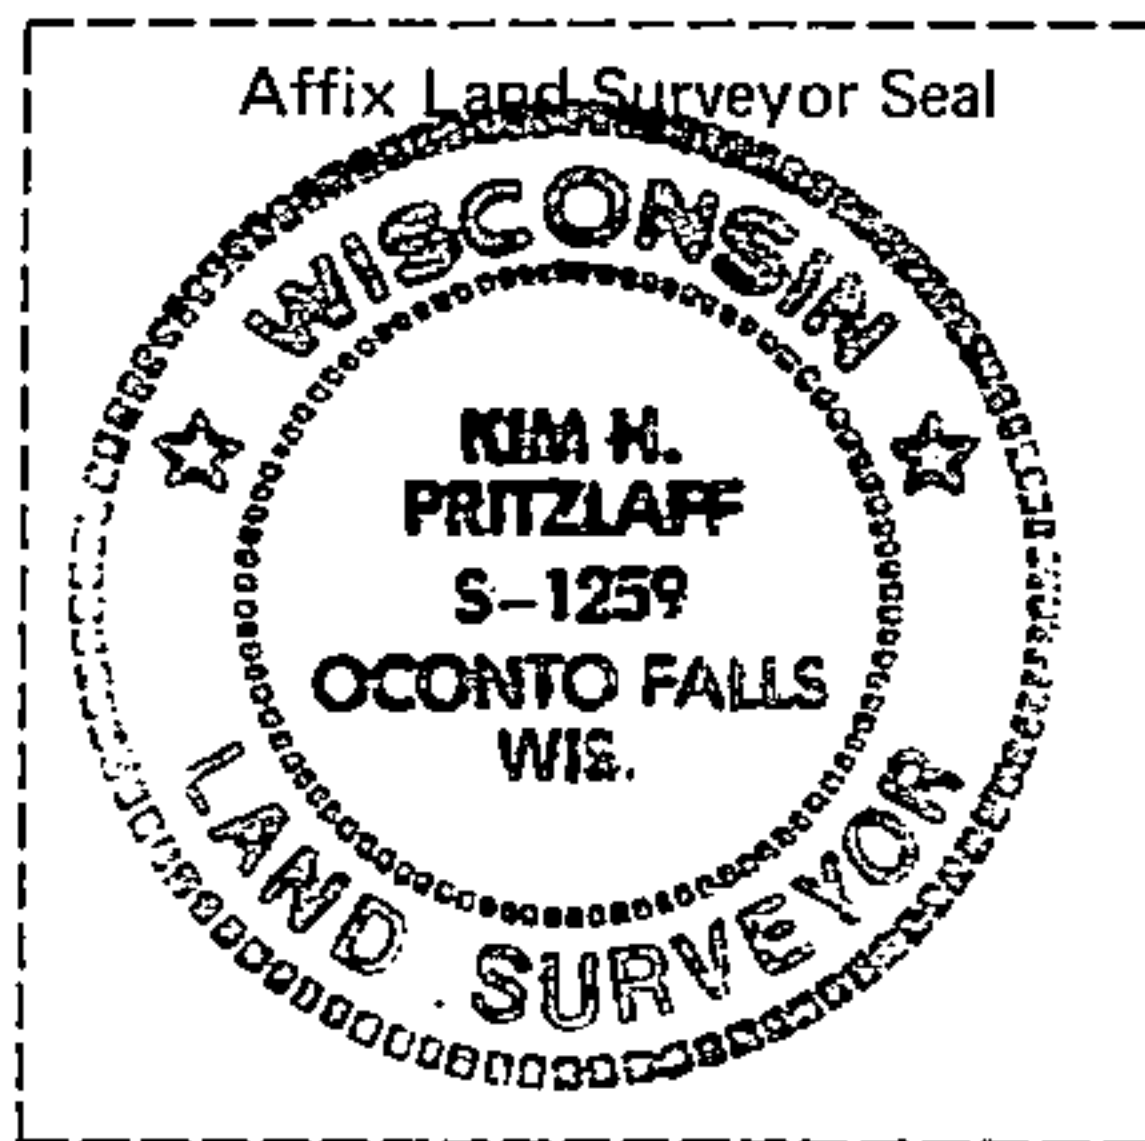 Affix Land Surveyor Seal
WISCONSIN
KIM H.
PRITZLAFF
S-1259
OCONTO FALLS
WIS.
LAND SURVEYOR